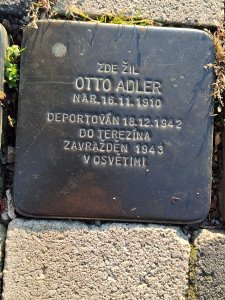 ZDE ŽIL
OTTO ADLER
NAR. 16.11.1910
DEPORTOVÁN 18.12.1942
DO TEREZÍNA
ZAVRAŽDĚN 1943
V OSVĚTIMI